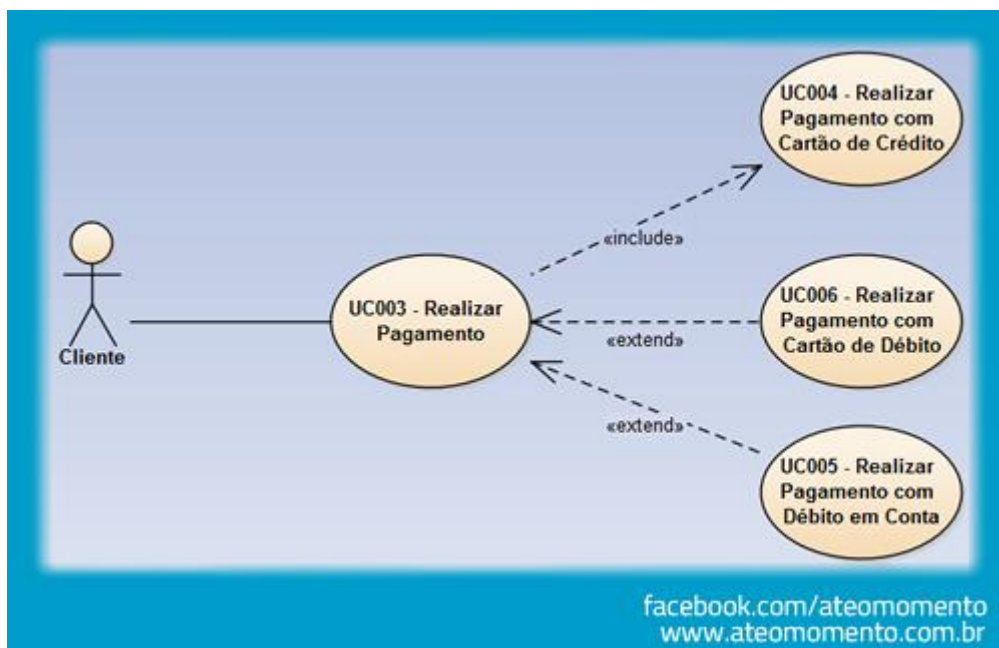 UC004 - Realizar
Pagamento com
Cartão de Crédito
«include»
UC003 - Realizar
Pagamento
Cliente
UC006 - Realizar
Pagamento com
Cartão de Débito
«extend»
«extend»
UC005 - Realizar
Pagamento com
Débito em Conta
facebook.com/ateomomento
www.ateomomento.com.br